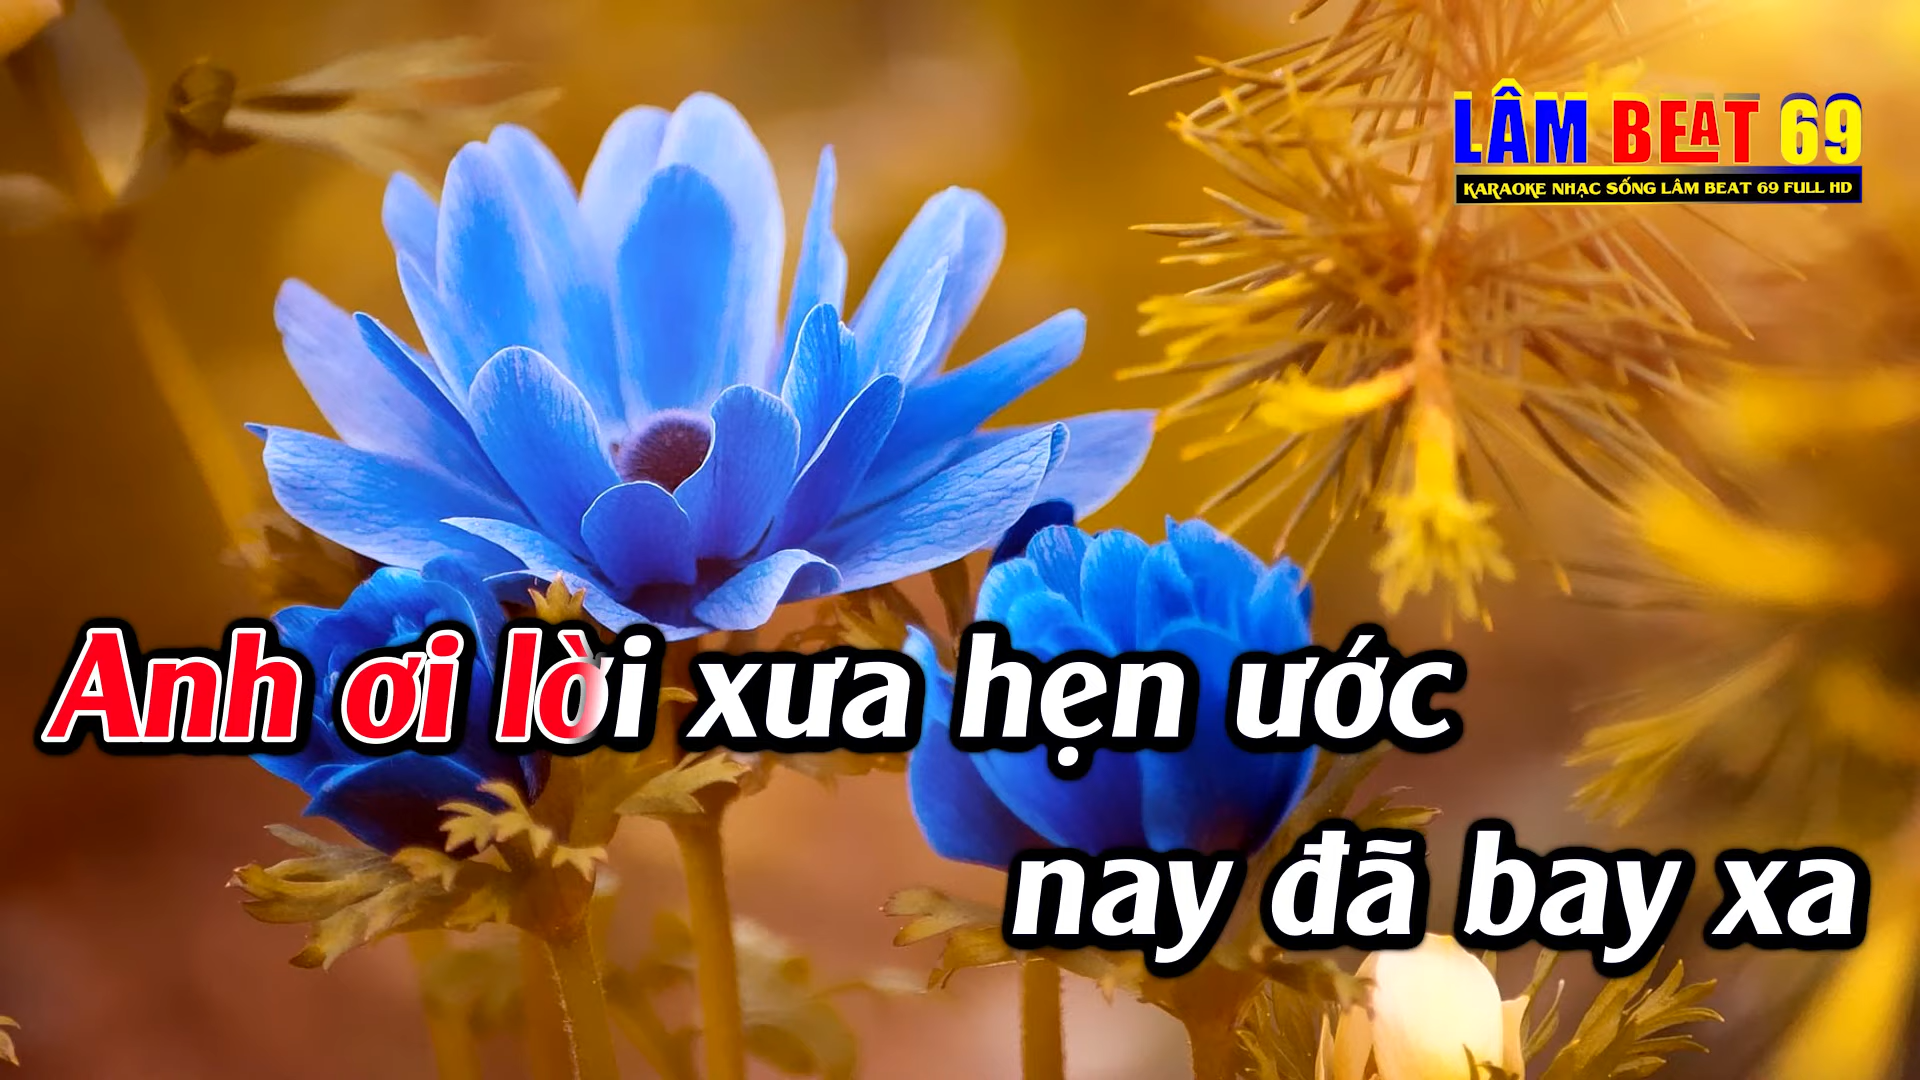 LÂM BEAT 69
KARAOKE NHẠC SỐNG LÂM BEAT 69 FULL HD
Anh ơi lời xưa hẹn ước
nay đã bay xa